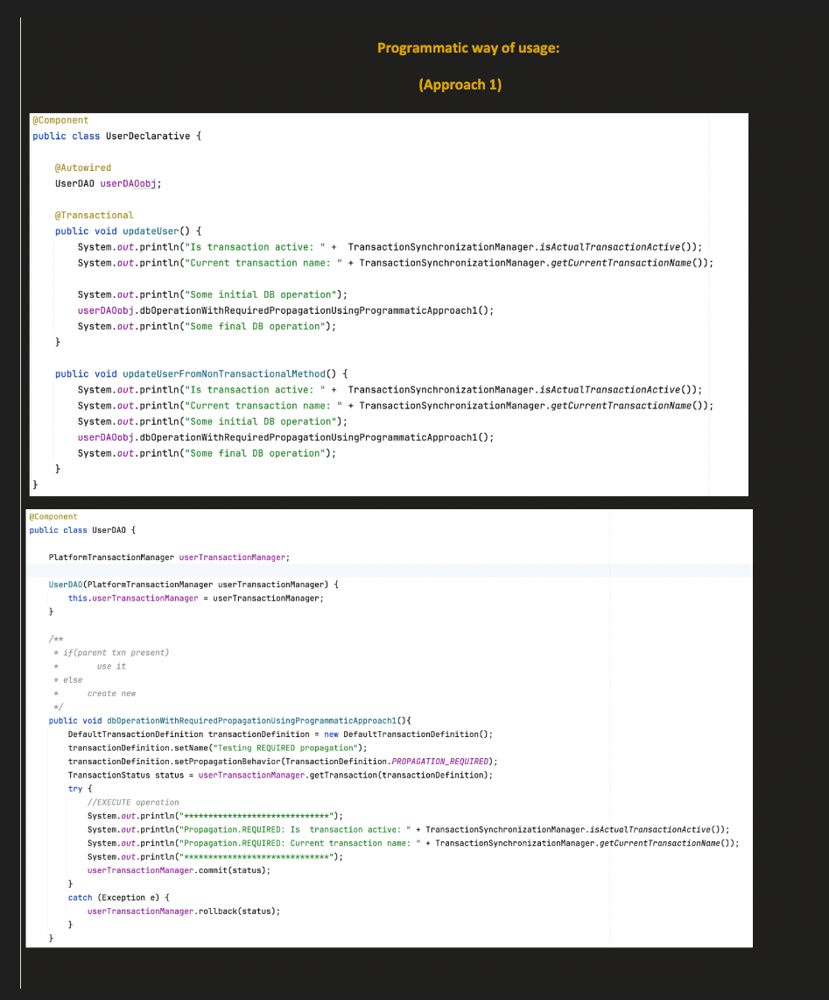 Programmatic way of usage:
(Approach 1)
@Component
public class UserDeclarative {
@Autowired
UserDAO userDAOobj;
@Transactional
public void updateUser() {
System.out.println("Is transaction active: " +  TransactionSynchronizationManager.isActualTransactionActive());
System.out.println("Current transaction name: " + TransactionSynchronizationManager.getCurrentTransactionName());
System.out.println("Some initial DB operation");
userDAOobj.dbOperationWithRequiredPropagationUsingProgrammaticApproach1();
System.out.println("Some final DB operation");
}
public void updateUserFromNonTransactionalMethod() {
System.out.println("Is transaction active: " +  TransactionSynchronizationManager.isActualTransactionActive());
System.out.println("Current transaction name: " + TransactionSynchronizationManager.getCurrentTransactionName());
System.out.println("Some initial DB operation");
userDAOobj.dbOperationWithRequiredPropagationUsingProgrammaticApproach1();
System.out.println("Some final DB operation");
}
}
@Component
public class UserDAO {
PlatformTransactionManager userTransactionManager;
UserDAO(PlatformTransactionManager userTransactionManager) {
this.userTransactionManager = userTransactionManager;
}
/**
* if(parent txn present)
*        use it
* else
*      create new
*/
public void dbOperationWithRequiredPropagationUsingProgrammaticApproach1(){
DefaultTransactionDefinition transactionDefinition = new DefaultTransactionDefinition();
transactionDefinition.setName("Testing REQUIRED propagation");
transactionDefinition.setPropagationBehavior(TransactionDefinition.PROPAGATION_REQUIRED);
TransactionStatus status = userTransactionManager.getTransaction(transactionDefinition);
try {
//EXECUTE operation
System.out.println("******************************");
System.out.println("Propagation.REQUIRED: Is  transaction active: " + TransactionSynchronizationManager.isActualTransactionActive());
System.out.println("Propagation.REQUIRED: Current transaction name: " + TransactionSynchronizationManager.getCurrentTransactionName());
System.out.println("******************************");
userTransactionManager.commit(status);
}
catch (Exception e) {
userTransactionManager.rollback(status);
}
}